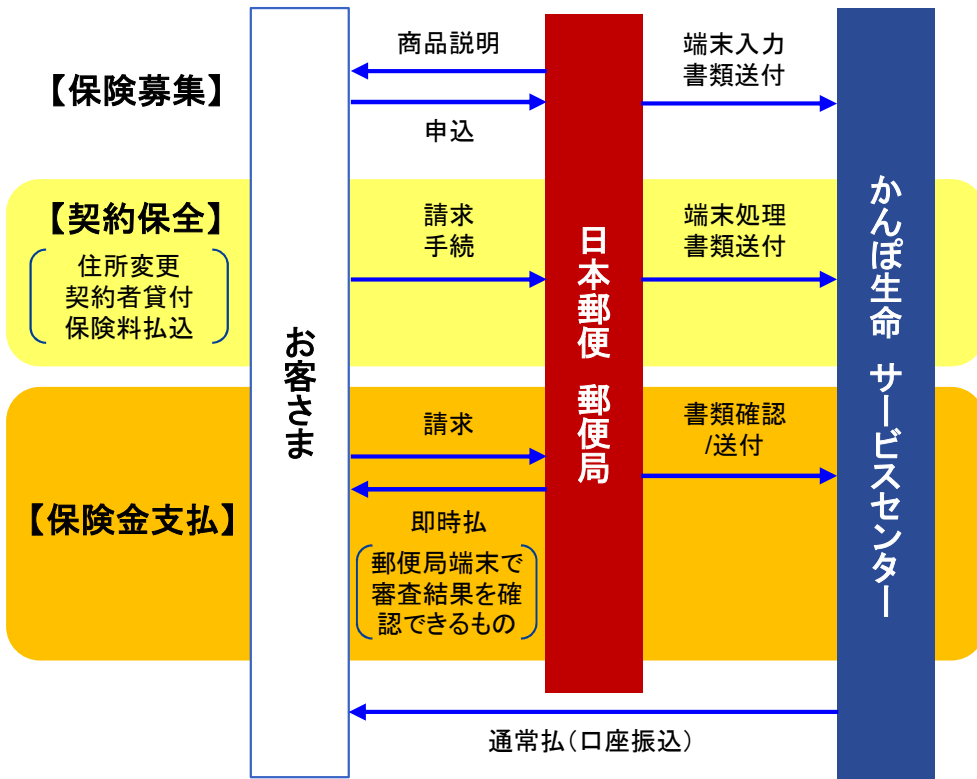 【保険募集】
商品説明
申込
端末入力
書類送付
【契約保全】
住所変更
契約者貸付
保険料払込
請求
手続
端末処理
書類送付
お客さま
日本郵便 郵便局
かんぽ生命 サービスセンター
【保険金支払】
請求
書類確認
/送付
即時払
郵便局端末で
審査結果を確
認できるもの
通常払(口座振込)